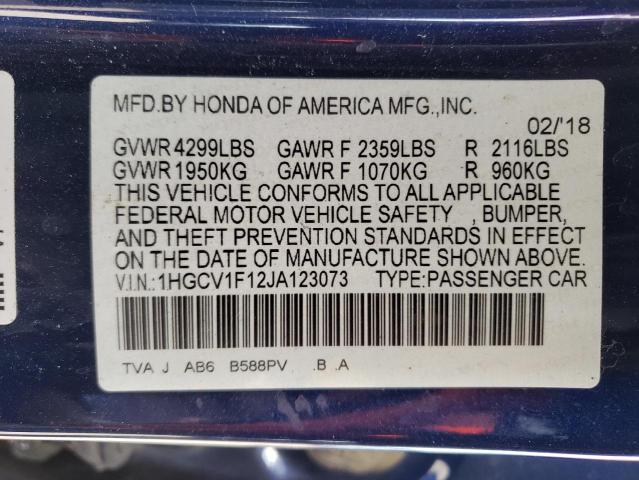 MFD.BY HONDA OF AMERICA MFG.,INC.
02/'18
GVWR 4299LBS GAWR F 2359LBS R 2116LBS
GVWR 1950KG GAWR F 1070KG R 960KG
THIS VEHICLE CONFORMS TO ALL APPLICABLE
FEDERAL MOTOR VEHICLE SAFETY , BUMPER,
AND THEFT PREVENTION STANDARDS IN EFFECT
ON THE DATE OF MANUFACTURE SHOWN ABOVE.
V.I.N.:1HGCV1F12JA123073 TYPE:PASSENGER CAR
TVA J AB6 B588PV .B .A